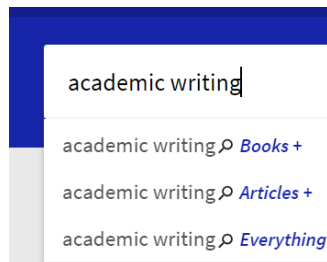 academic writing
academic writing Books +
academic writing Articles +
academic writing Everything